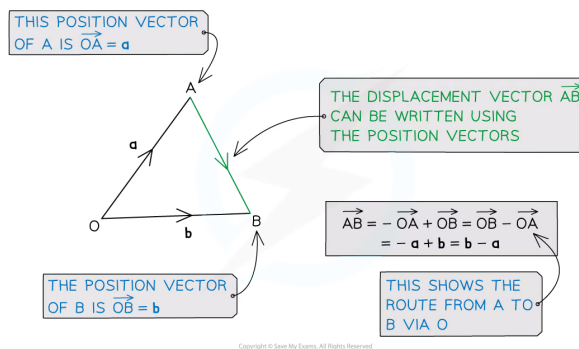 THIS POSITION VECTOR
OF A IS OA = a
A
THE DISPLACEMENT VECTOR AB
CAN BE WRITTEN USING
THE POSITION VECTORS
a
O
B
b
AB = - OA + OB = OB - OA
= - a + b = b - a
THE POSITION VECTOR
OF B IS OB = b
THIS SHOWS THE
ROUTE FROM A TO
B VIA O
Copyright © Save My Exams. All Rights Reserved